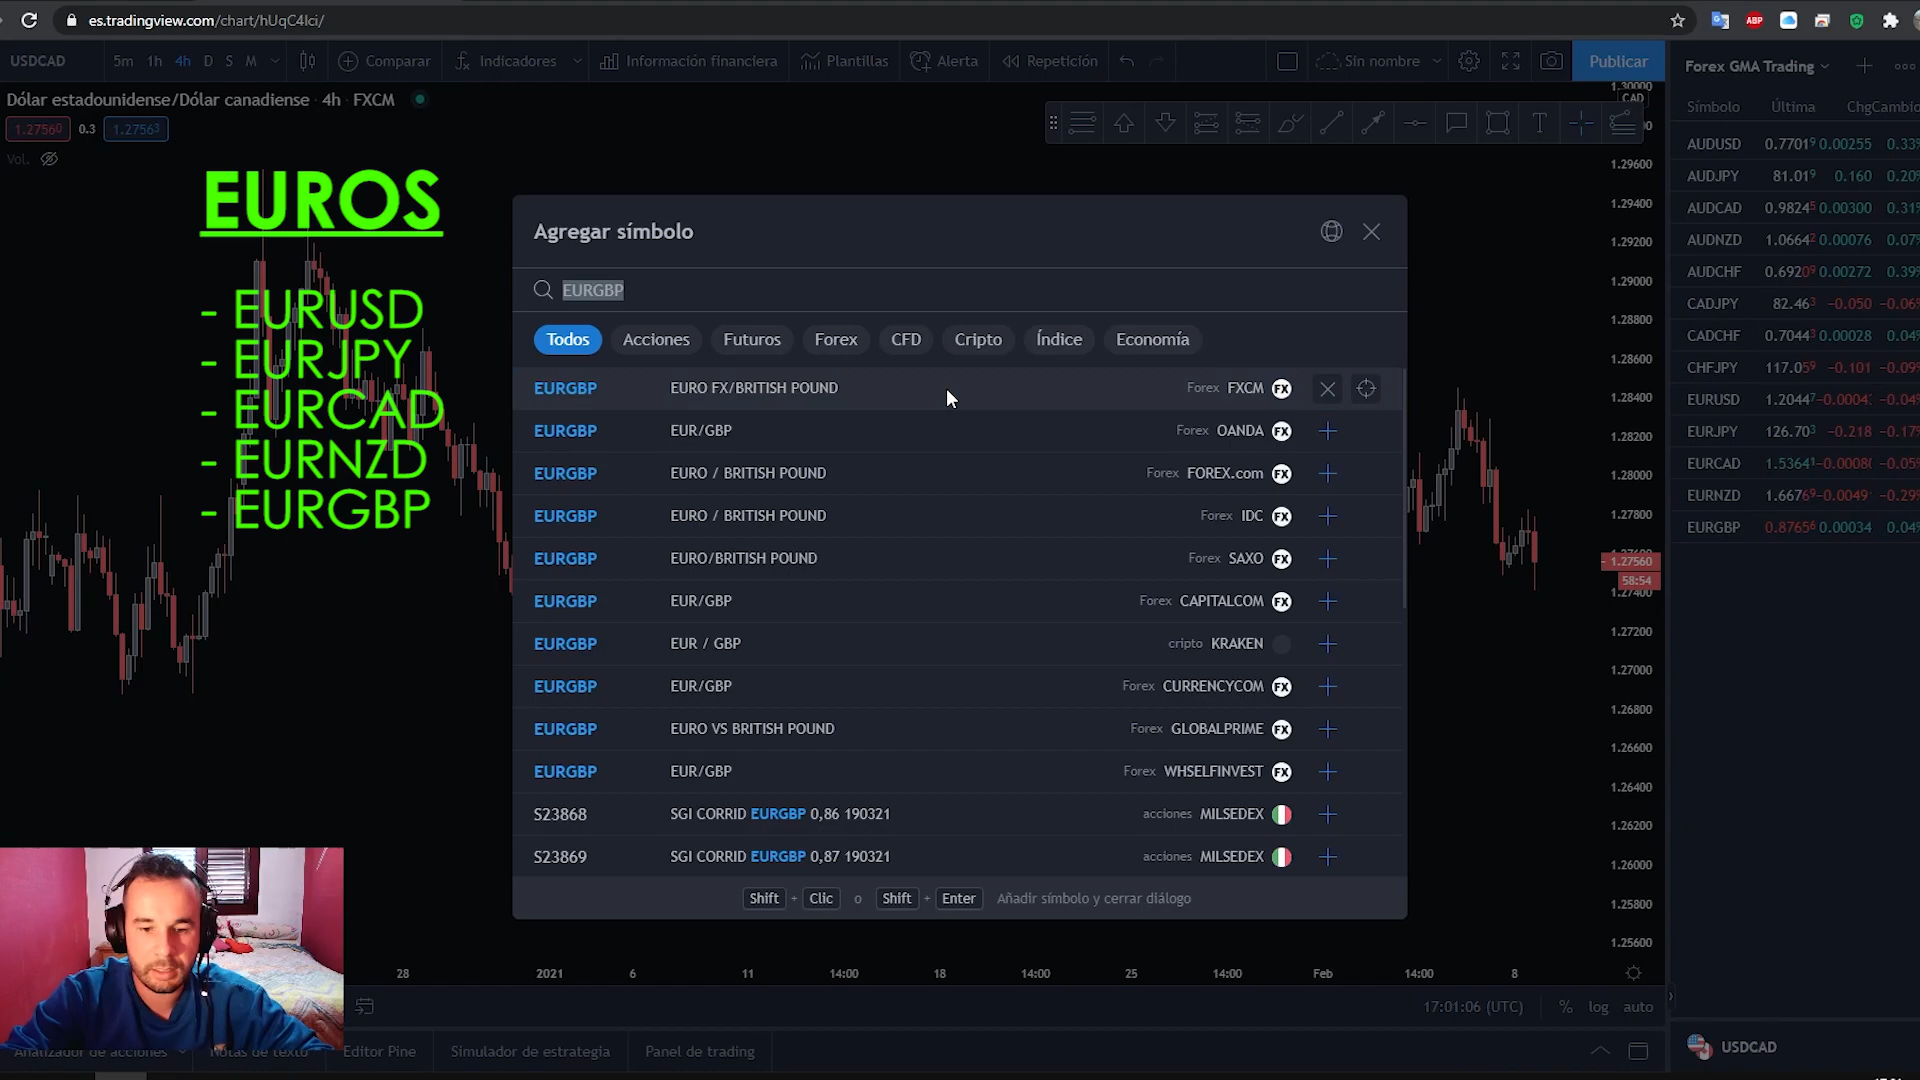 es.tradingview.com/chart/hUqC4Ici/
ABP
USDCAD 5m 1h 4h D S M Comparar Indicadores Información financiera Plantillas Alerta Repetición Sin nombre Publicar
Forex GMA Trading
Dólar estadounidense/Dólar canadiense · 4h · FXCM
1.27560 0.3 1.27563
Vol.
EUROS
- EURUSD
- EURJPY
- EURCAD
- EURNZD
- EURGBP
Agregar símbolo
EURGBP
Todos Acciones Futuros Forex CFD Cripto Índice Economía
EURGBP EURO FX/BRITISH POUND Forex FXCM FX
EURGBP EUR/GBP Forex OANDA FX
EURGBP EURO / BRITISH POUND Forex FOREX.com FX
EURGBP EURO / BRITISH POUND Forex IDC FX
EURGBP EURO/BRITISH POUND Forex SAXO FX
EURGBP EUR/GBP Forex CAPITALCOM FX
EURGBP EUR / GBP cripto KRAKEN
EURGBP EUR/GBP Forex CURRENCYCOM FX
EURGBP EURO VS BRITISH POUND Forex GLOBALPRIME FX
EURGBP EUR/GBP Forex WHSELFINVEST FX
S23868 SGI CORRID EURGBP 0,86 190321 acciones MILSEDEX
S23869 SGI CORRID EURGBP 0,87 190321 acciones MILSEDEX
Shift + Clic o Shift + Enter Añadir símbolo y cerrar diálogo
1.30000
CAD
1.29600
1.29400
1.29200
1.29000
1.28800
1.28600
1.28400
1.28200
1.28000
1.27800
1.27560
58:54
1.27400
1.27200
1.27000
1.26800
1.26600
1.26400
1.26200
1.26000
1.25800
1.25600
Símbolo Última Chg Cambio
AUDUSD 0.77019 0.00255 0.33%
AUDJPY 81.019 0.160 0.20%
AUDCAD 0.98245 0.00300 0.31%
AUDNZD 1.06642 0.00076 0.07%
AUDCHF 0.69209 0.00272 0.39%
CADJPY 82.463 -0.050 -0.06%
CADCHF 0.70443 0.00028 0.04%
CHFJPY 117.059 -0.101 -0.09%
EURUSD 1.20447 -0.0004 -0.04%
EURJPY 126.703 -0.218 -0.17%
EURCAD 1.53641 -0.0008 -0.05%
EURNZD 1.66769 -0.0049 -0.29%
EURGBP 0.87656 0.00034 0.04%
28 2021 6 11 14:00 18 14:00 25 14:00 Feb 14:00 8
17:01:06 (UTC) % log auto
Analizador de acciones Notas de texto Editor Pine Simulador de estrategia Panel de trading
USDCAD